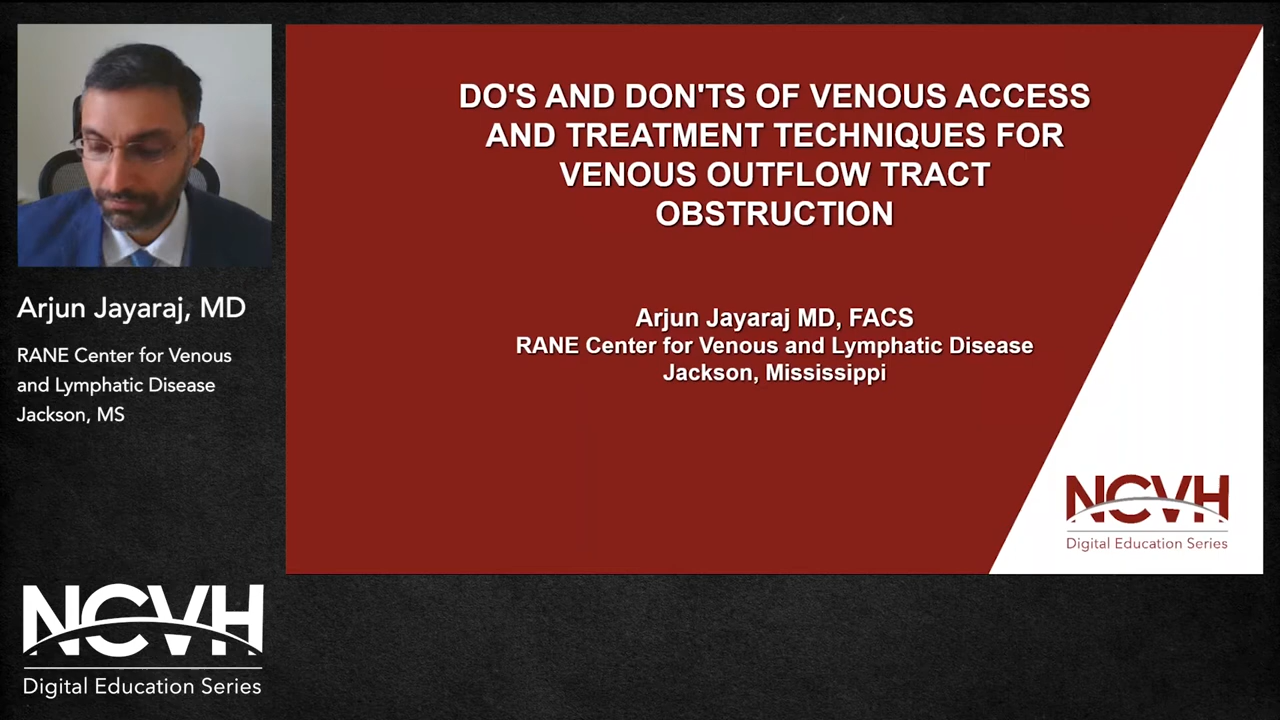 DO'S AND DON'TS OF VENOUS ACCESS
AND TREATMENT TECHNIQUES FOR
VENOUS OUTFLOW TRACT
OBSTRUCTION
Arjun Jayaraj MD, FACS
RANE Center for Venous and Lymphatic Disease
Jackson, Mississippi
NCVH
Digital Education Series
Arjun Jayaraj, MD
RANE Center for Venous
and Lymphatic Disease
Jackson, MS
NCVH
Digital Education Series